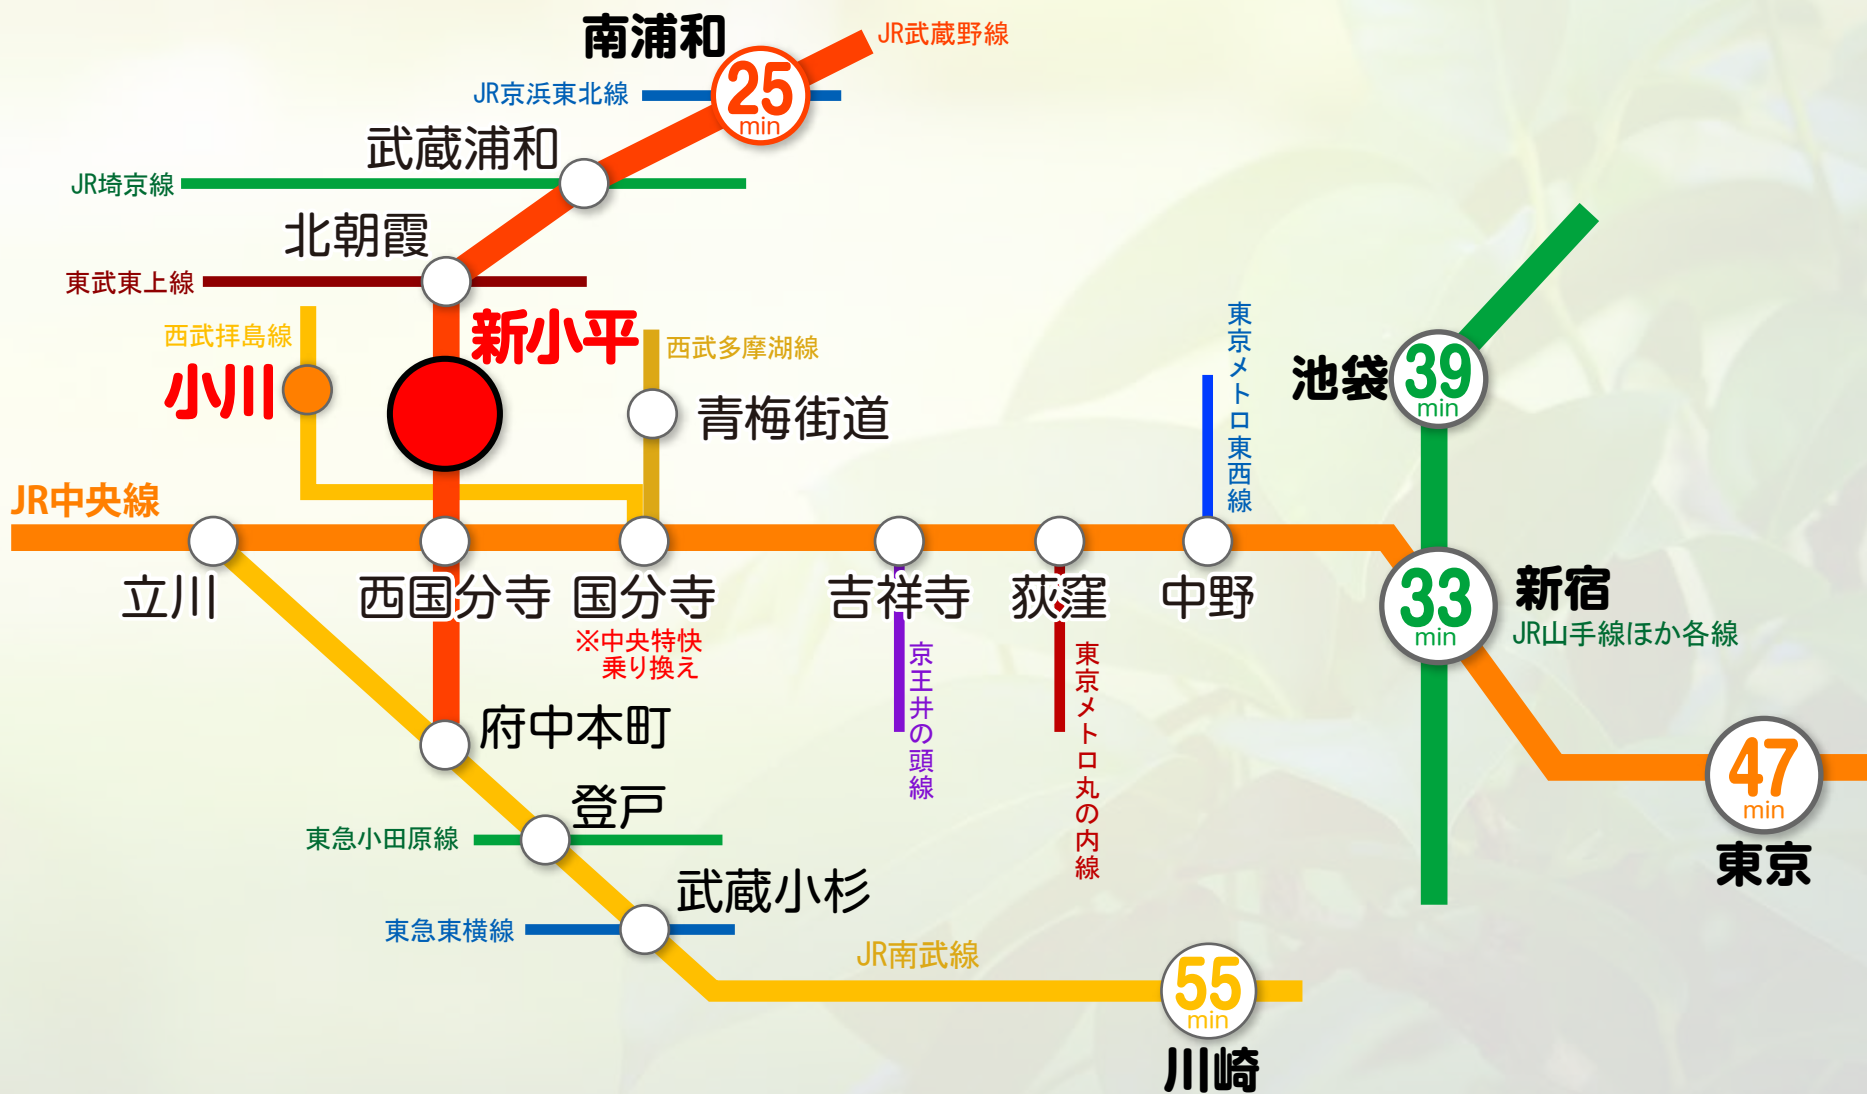 南浦和
JR武蔵野線
25
min
JR京浜東北線
武蔵浦和
JR埼京線
北朝霞
東武東上線
新小平
西武拝島線
小川
西武多摩湖線
青梅街道
東京メトロ東西線
池袋
39
min
JR中央線
立川
西国分寺
国分寺
※中央特快
乗り換え
吉祥寺
荻窪
中野
33
min
新宿
JR山手線ほか各線
京王井の頭線
東京メトロ丸の内線
府中本町
登戸
東急小田原線
47
min
東京
武蔵小杉
東急東横線
JR南武線
55
min
川崎